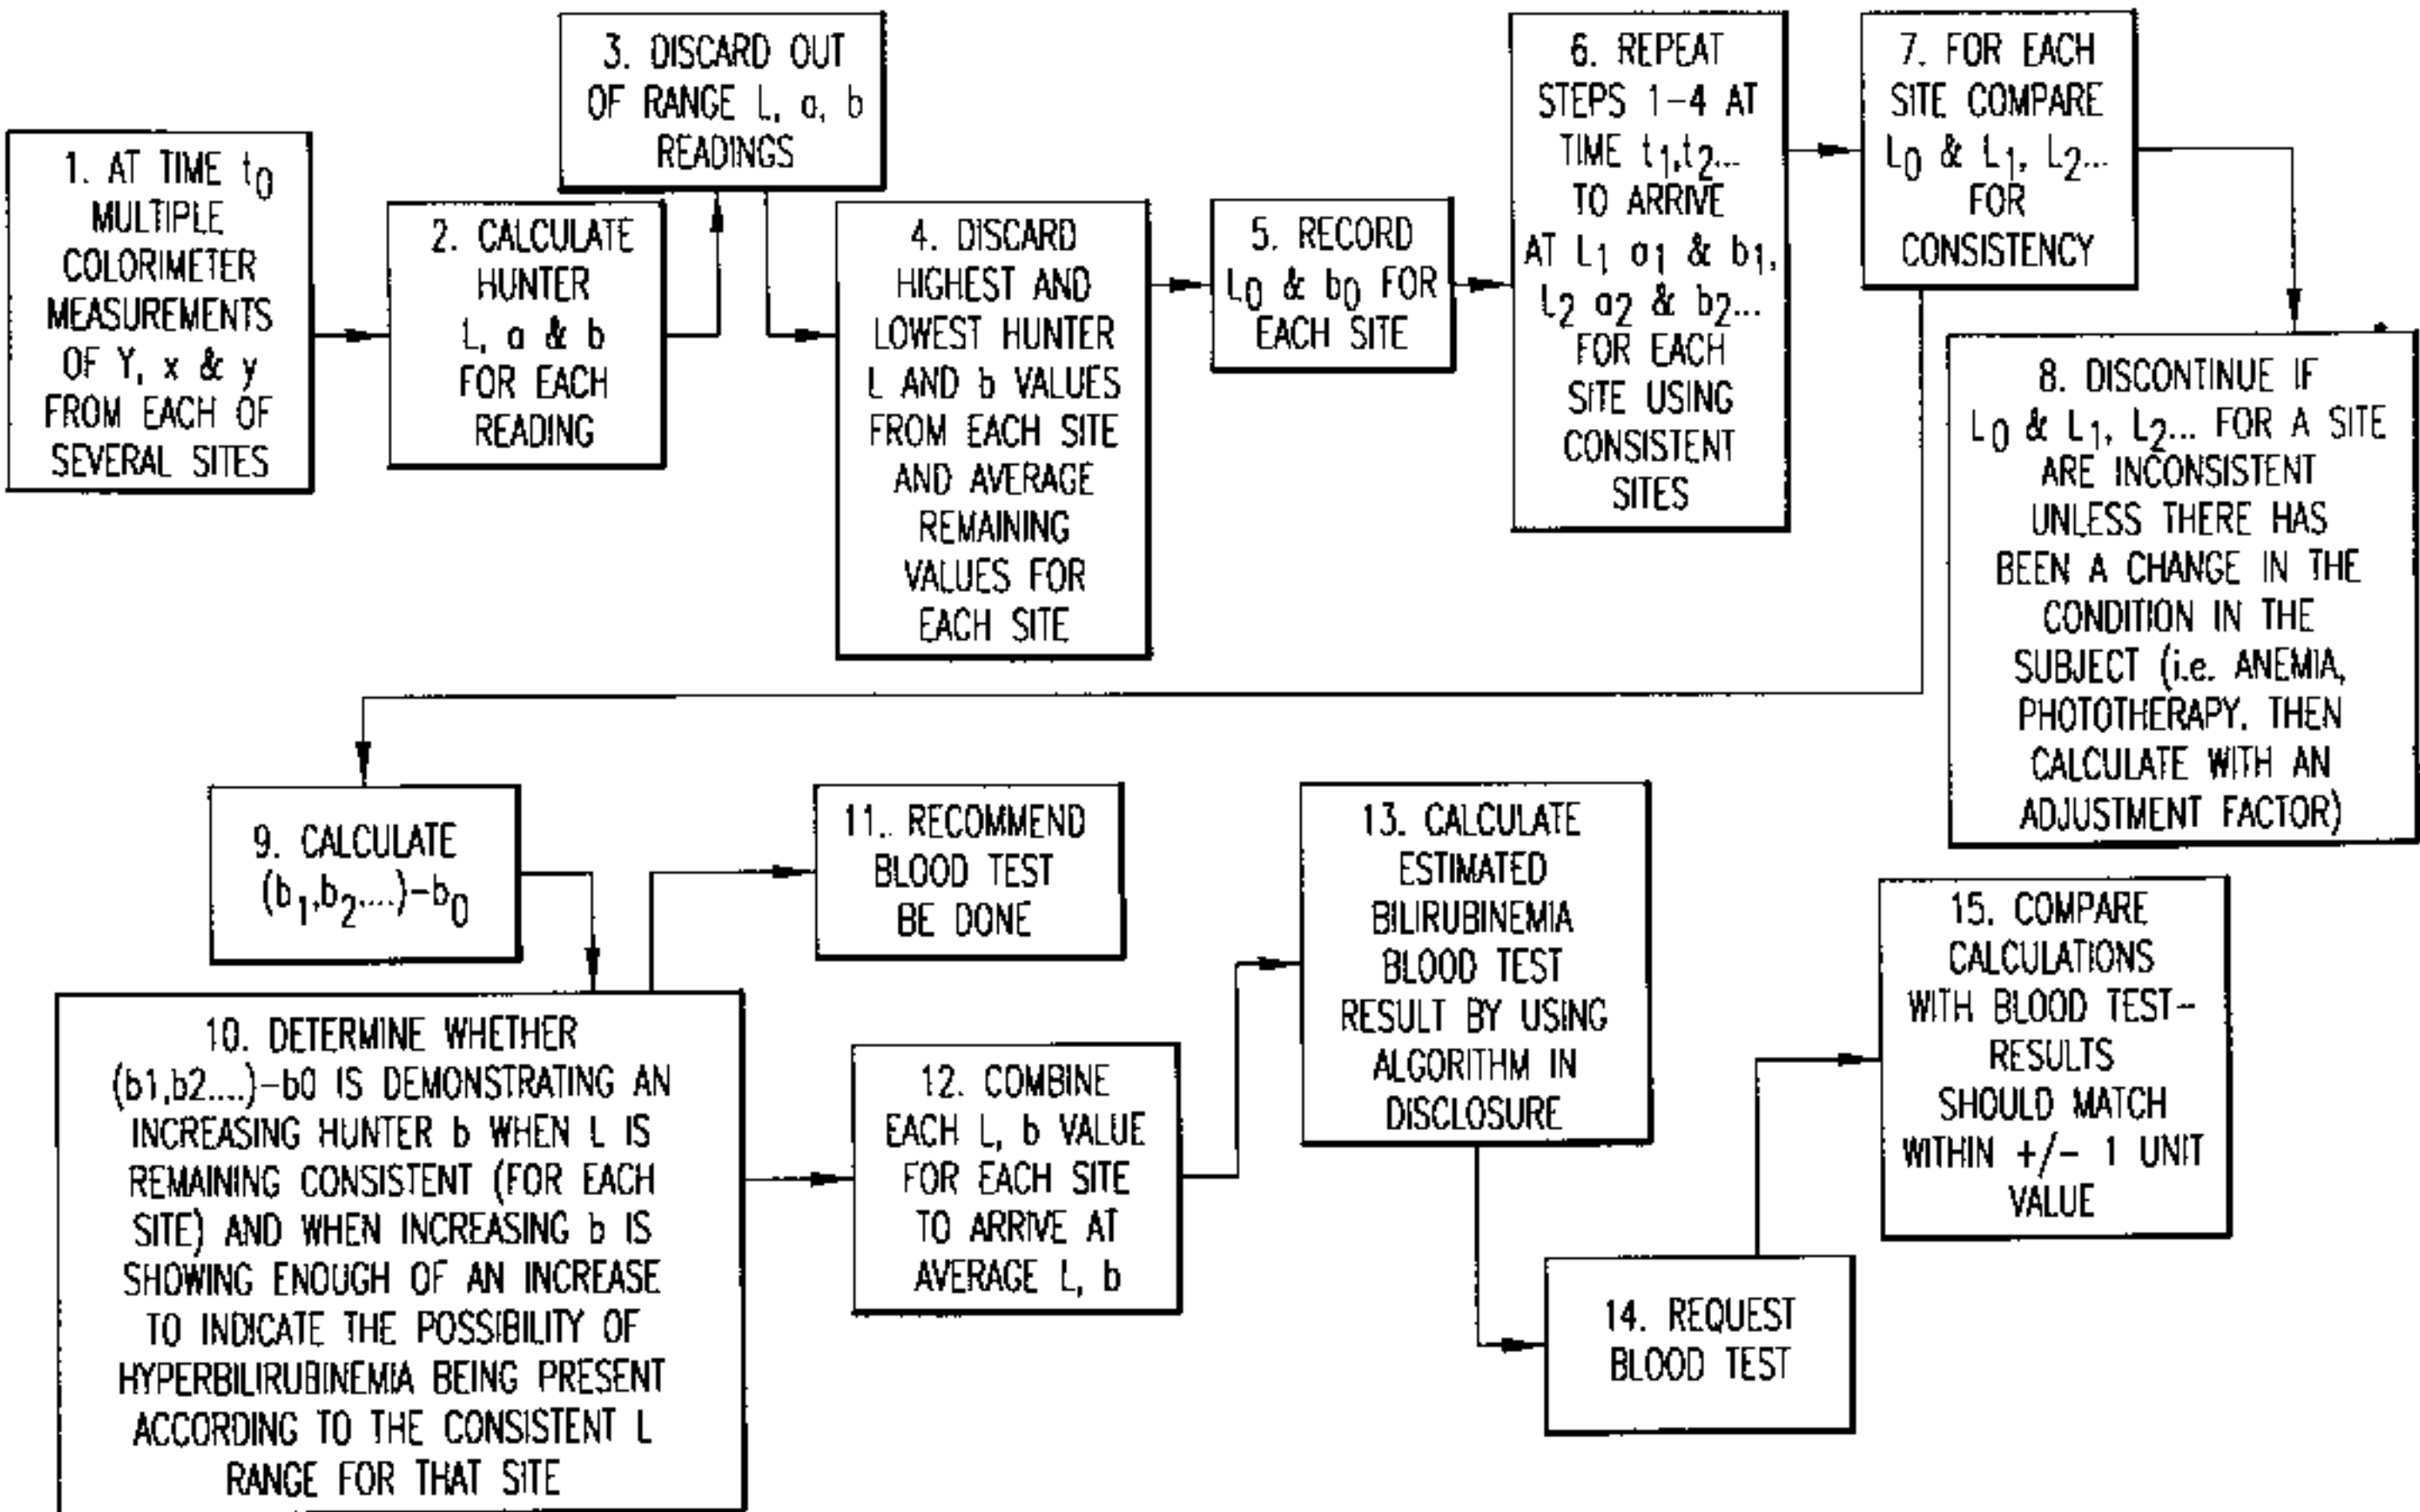 1. AT TIME t0
MULTIPLE
COLORIMETER
MEASUREMENTS
OF Y, x & y
FROM EACH OF
SEVERAL SITES
2. CALCULATE
HUNTER
L, a & b
FOR EACH
READING
3. DISCARD OUT
OF RANGE L, a, b
READINGS
4. DISCARD
HIGHEST AND
LOWEST HUNTER
L AND b VALUES
FROM EACH SITE
AND AVERAGE
REMAINING
VALUES FOR
EACH SITE
5. RECORD
L0 & b0 FOR
EACH SITE
6. REPEAT
STEPS 1-4 AT
TIME t1,t2...
TO ARRIVE
AT L1 a1 & b1,
L2 a2 & b2...
FOR EACH
SITE USING
CONSISTENT
SITES
7. FOR EACH
SITE COMPARE
L0 & L1, L2...
FOR
CONSISTENCY
8. DISCONTINUE IF
L0 & L1, L2... FOR A SITE
ARE INCONSISTENT
UNLESS THERE HAS
BEEN A CHANGE IN THE
CONDITION IN THE
SUBJECT (i.e. ANEMIA,
PHOTOTHERAPY. THEN
CALCULATE WITH AN
ADJUSTMENT FACTOR)
9. CALCULATE
(b1,b2,...)-b0
10. DETERMINE WHETHER
(b1,b2....)-b0 IS DEMONSTRATING AN
INCREASING HUNTER b WHEN L IS
REMAINING CONSISTENT (FOR EACH
SITE) AND WHEN INCREASING b IS
SHOWING ENOUGH OF AN INCREASE
TO INDICATE THE POSSIBILITY OF
HYPERBILIRUBINEMIA BEING PRESENT
ACCORDING TO THE CONSISTENT L
RANGE FOR THAT SITE
11.. RECOMMEND
BLOOD TEST
BE DONE
12. COMBINE
EACH L, b VALUE
FOR EACH SITE
TO ARRIVE AT
AVERAGE L, b
13. CALCULATE
ESTIMATED
BILIRUBINEMIA
BLOOD TEST
RESULT BY USING
ALGORITHM IN
DISCLOSURE
14. REQUEST
BLOOD TEST
15. COMPARE
CALCULATIONS
WITH BLOOD TEST-
RESULTS
SHOULD MATCH
WITHIN +/- 1 UNIT
VALUE